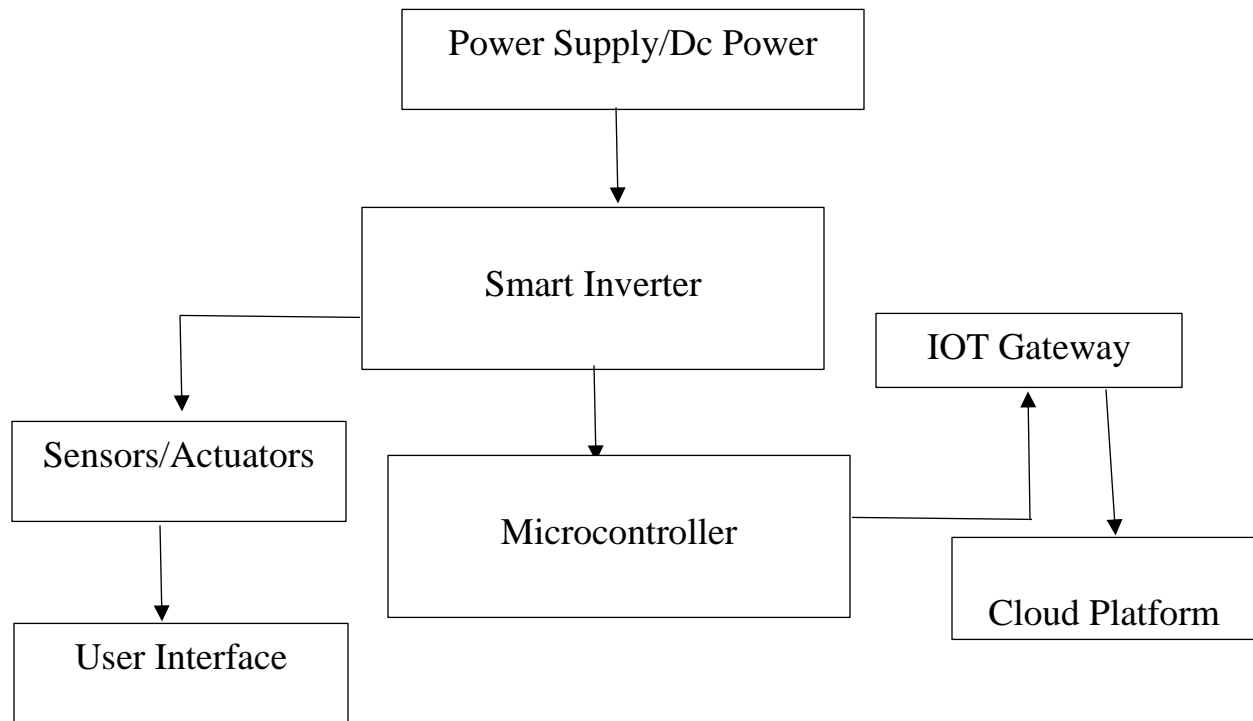 Power Supply/Dc Power
Smart Inverter
IOT Gateway
Sensors/Actuators
Microcontroller
Cloud Platform
User Interface